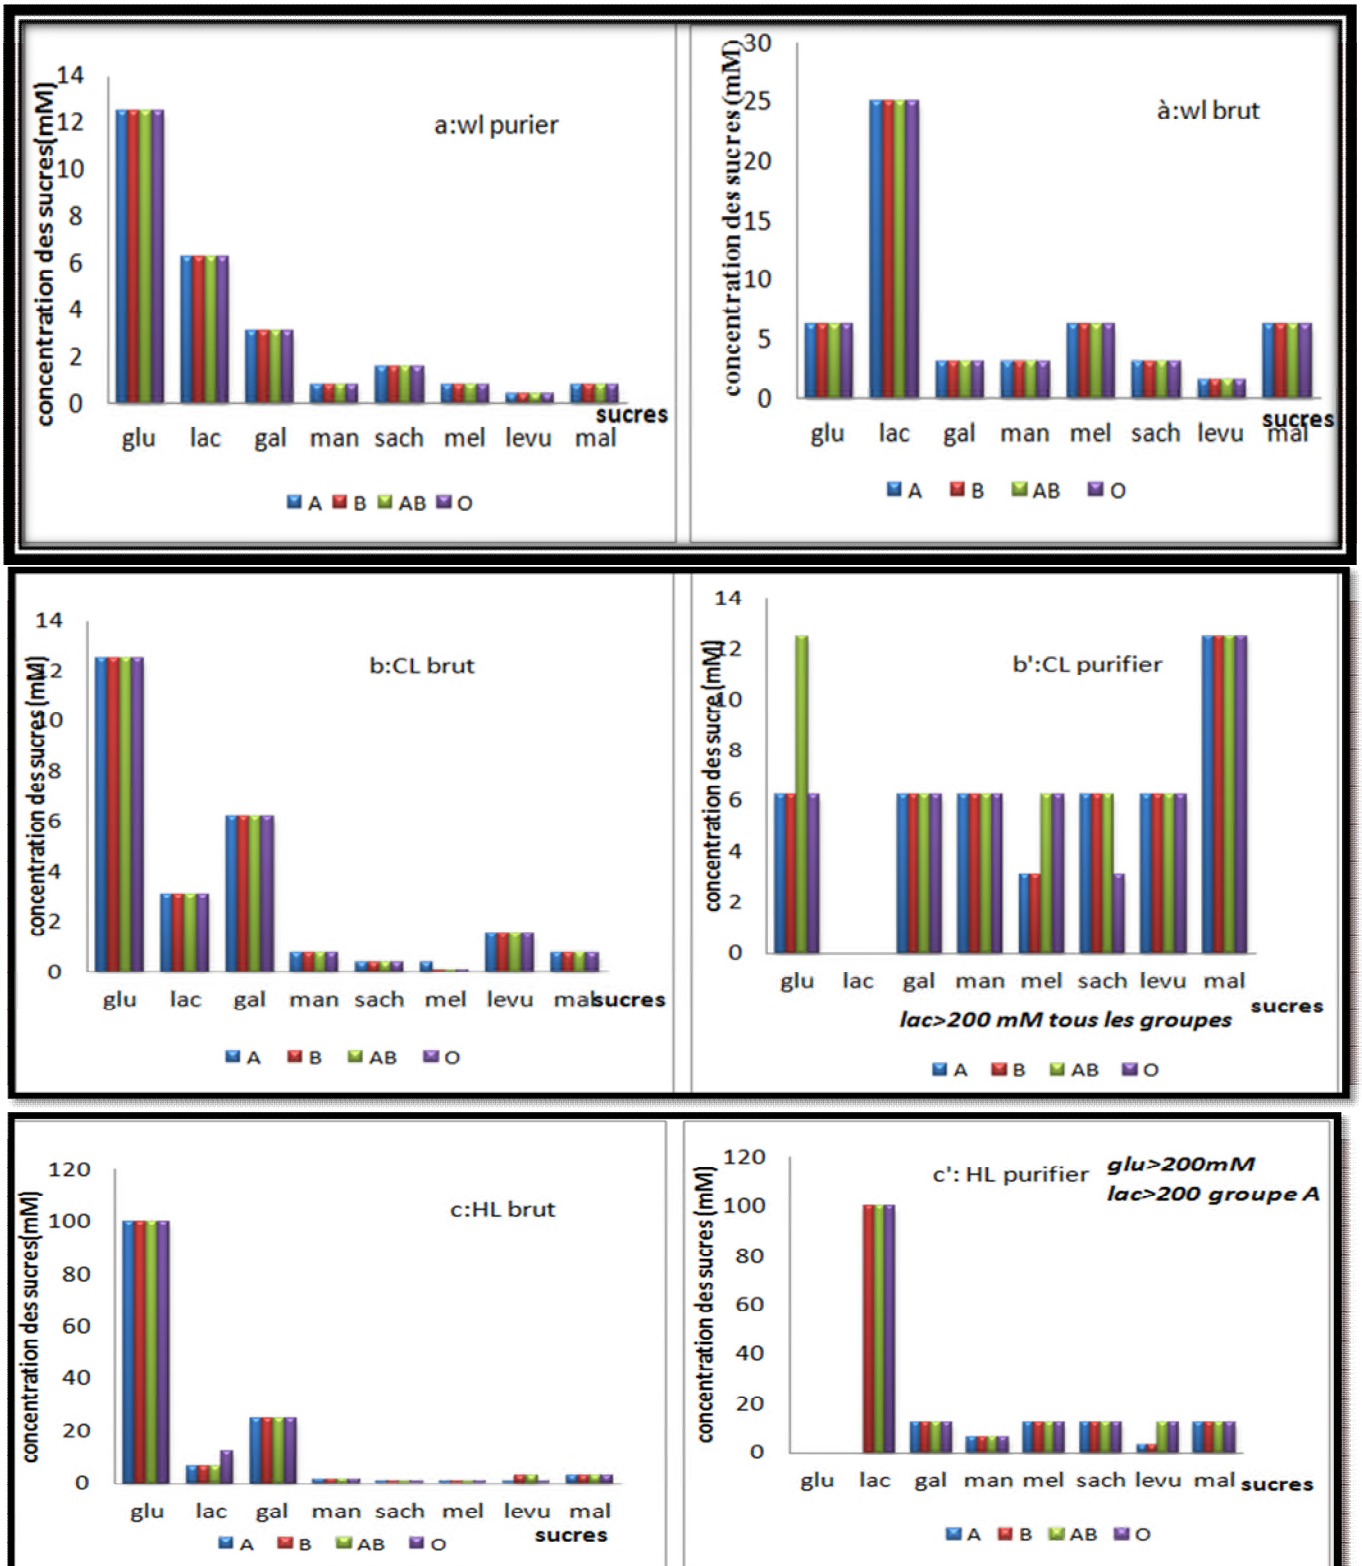 a:wl purier
concentration des sucres(mM)
14
12
10
8
6
4
2
0
glu lac gal man sach mel levu mal
sucres
A B AB O
à:wl brut
concentration des sucres (mM)
30
25
20
15
10
5
0
glu lac gal man mel sach levu mal
sucres
A B AB O
b:CL brut
concentration des sucres (mM)
14
12
10
8
6
4
2
0
glu lac gal man sach mel levu mal
sucres
A B AB O
b':CL purifier
concentration des sucre (mM)
14
12
10
8
6
4
2
0
glu lac gal man mel sach levu mal
sucres
lac>200 mM tous les groupes
A B AB O
c:HL brut
concentration des sucres(mM)
120
100
80
60
40
20
0
glu lac gal man sach mel levu mal
sucres
A B AB O
c': HL purifier
glu>200mM
lac>200 groupe A
concentration des sucres (mM)
120
100
80
60
40
20
0
glu lac gal man mel sach levu mal
sucres
A B AB O